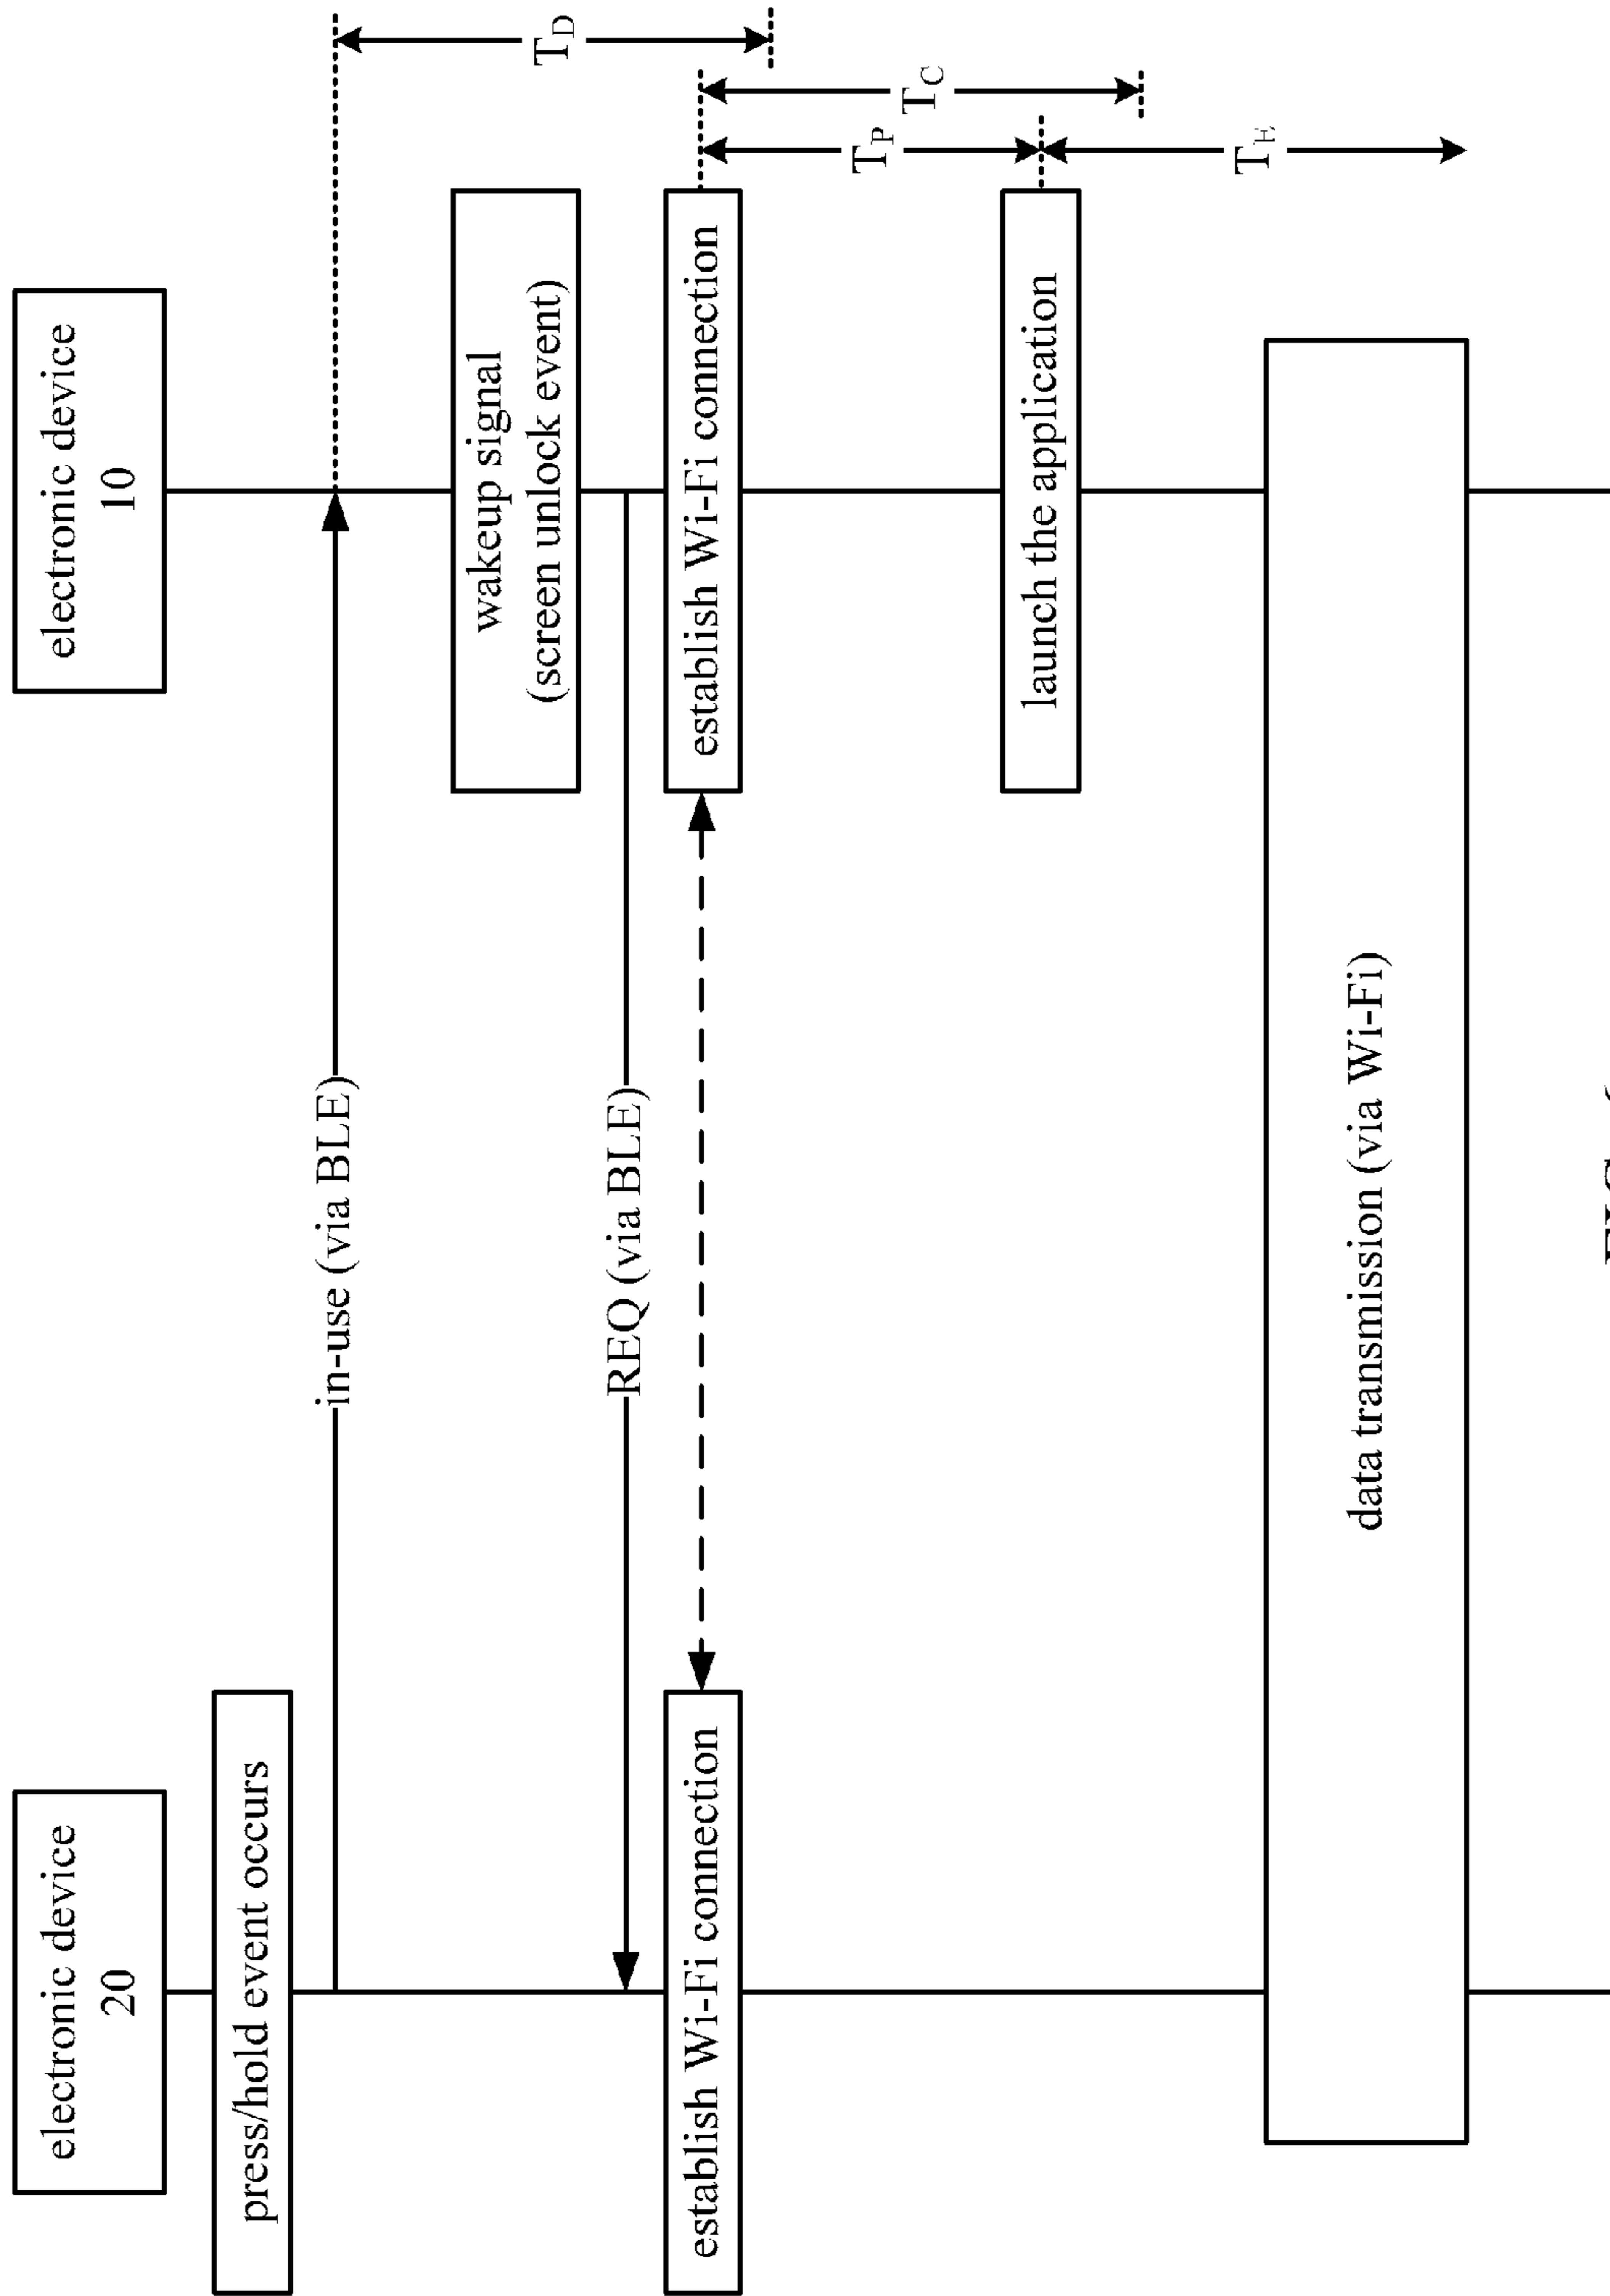 electronic device
20
electronic device
10
press/hold event occurs
in-use (via BLE)
wakeup signal
(screen unlock event)
REQ (via BLE)
establish Wi-Fi connection
establish Wi-Fi connection
launch the application
data transmission (via Wi-Fi)
T_D
T_C
T_P
T_E